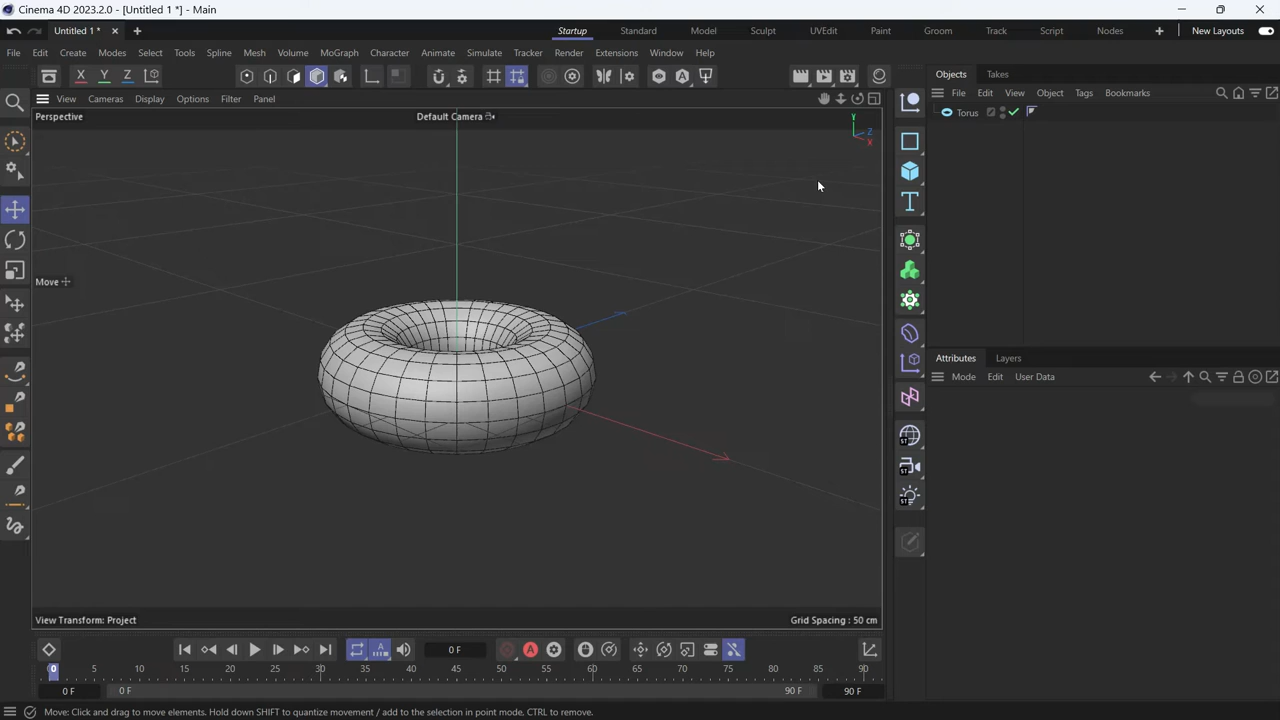 Cinema 4D 2023.2.0 - [Untitled 1 *] - Main
Untitled 1 * Startup Standard Model Sculpt UVEdit Paint Groom Track Script Nodes New Layouts
File Edit Create Modes Select Tools Spline Mesh Volume MoGraph Character Animate Simulate Tracker Render Extensions Window Help
X Y Z
Objects Takes
View Cameras Display Options Filter Panel
File Edit View Object Tags Bookmarks
Perspective Default Camera
Torus
Y
Z
X
Move
Attributes Layers
Mode Edit User Data
ST
ST
ST
View Transform: Project Grid Spacing : 50 cm
0 F
0 5 10 15 20 25 30 35 40 45 50 55 60 65 70 75 80 85 90
0 F 0 F 90 F 90 F
Move: Click and drag to move elements. Hold down SHIFT to quantize movement / add to the selection in point mode, CTRL to remove.